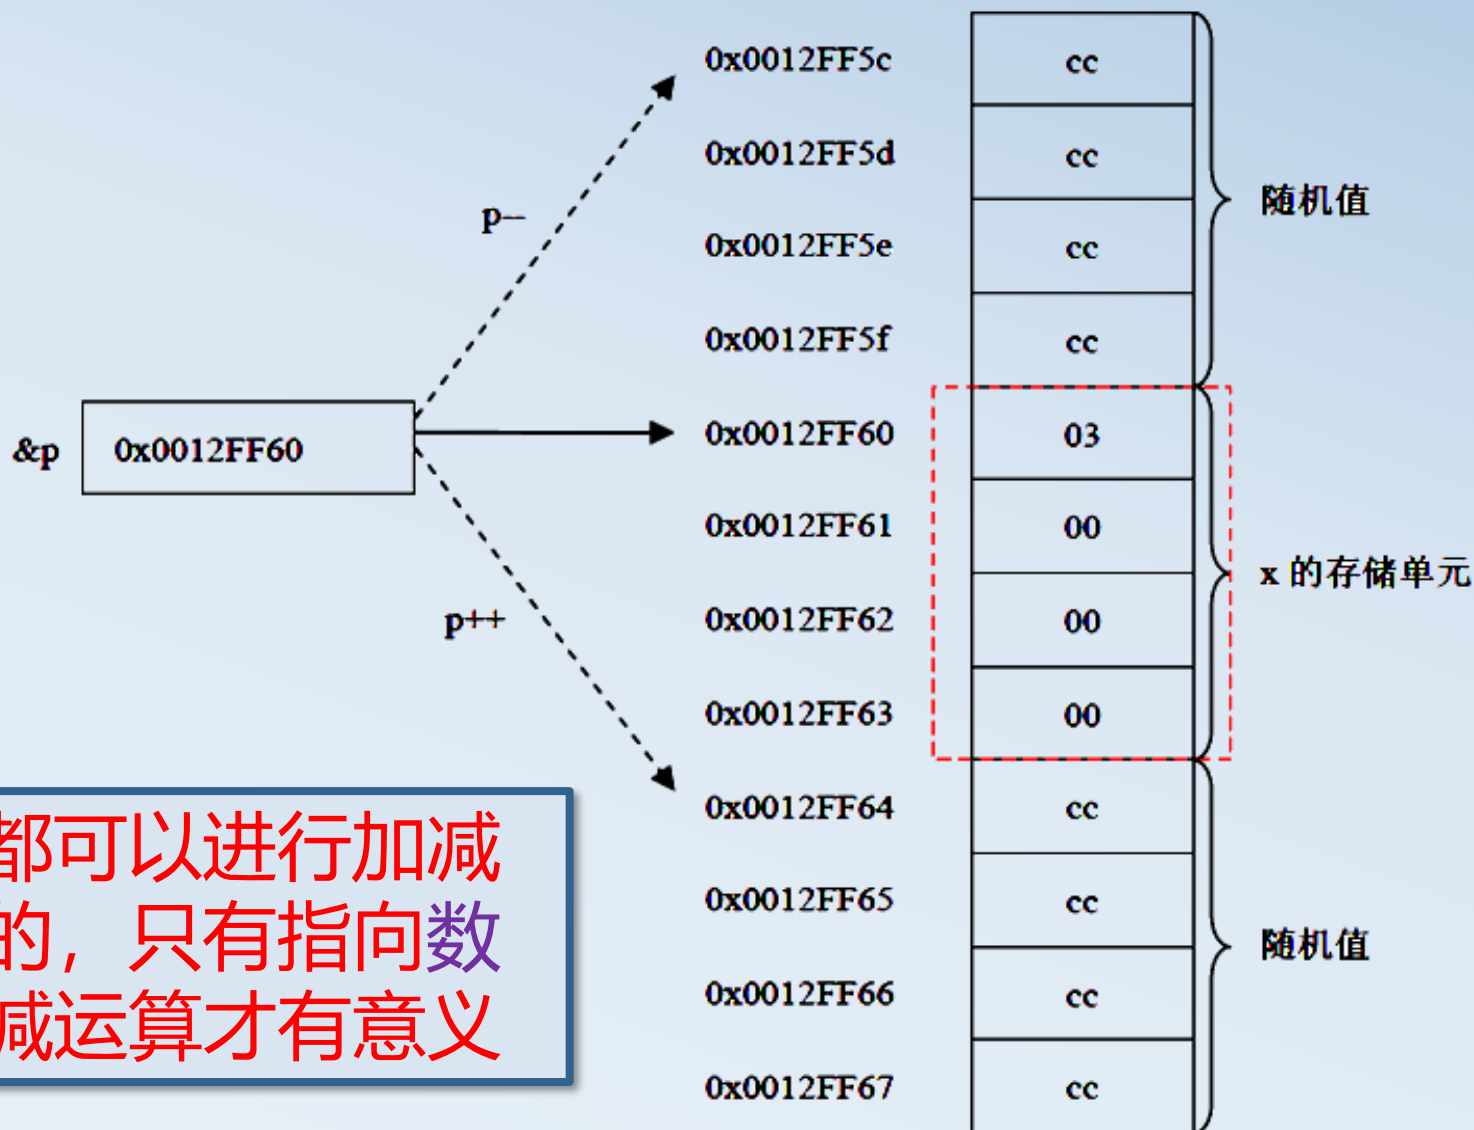 0x0012FF5c cc
0x0012FF5d cc
p-- 随机值
0x0012FF5e cc
0x0012FF5f cc
&p 0x0012FF60 0x0012FF60 03
0x0012FF61 00
x 的存储单元
p++ 0x0012FF62 00
0x0012FF63 00
0x0012FF64 cc
都可以进行加减
0x0012FF65 cc
的，只有指向数
随机值
0x0012FF66 cc
减运算才有意义
0x0012FF67 cc